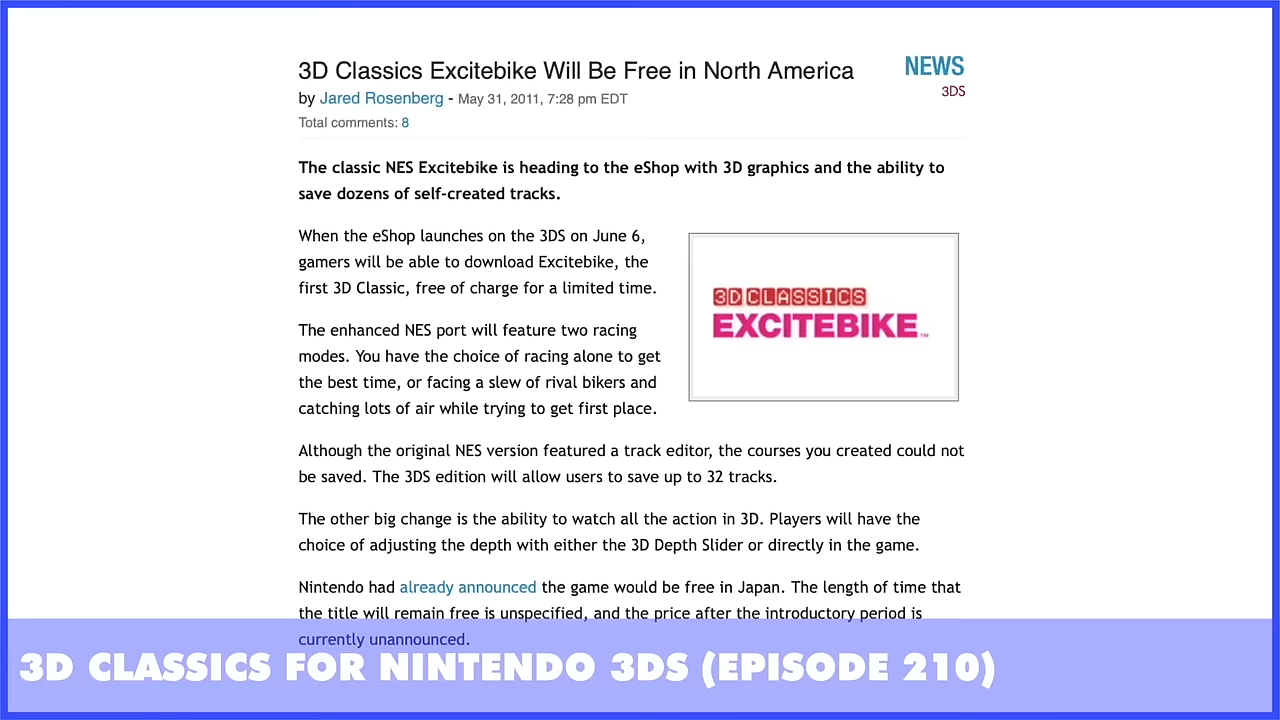 3D Classics Excitebike Will Be Free in North America
NEWS
by Jared Rosenberg - May 31, 2011, 7:28 pm EDT
3DS
Total comments: 8
The classic NES Excitebike is heading to the eShop with 3D graphics and the ability to
save dozens of self-created tracks.
When the eShop launches on the 3DS on June 6,
gamers will be able to download Excitebike, the
first 3D Classic, free of charge for a limited time.
3D CLASSICS
EXCITEBIKE™
The enhanced NES port will feature two racing
modes. You have the choice of racing alone to get
the best time, or facing a slew of rival bikers and
catching lots of air while trying to get first place.
Although the original NES version featured a track editor, the courses you created could not
be saved. The 3DS edition will allow users to save up to 32 tracks.
The other big change is the ability to watch all the action in 3D. Players will have the
choice of adjusting the depth with either the 3D Depth Slider or directly in the game.
Nintendo had already announced the game would be free in Japan. The length of time that
the title will remain free is unspecified, and the price after the introductory period is
currently unannounced.
3D CLASSICS FOR NINTENDO 3DS (EPISODE 210)